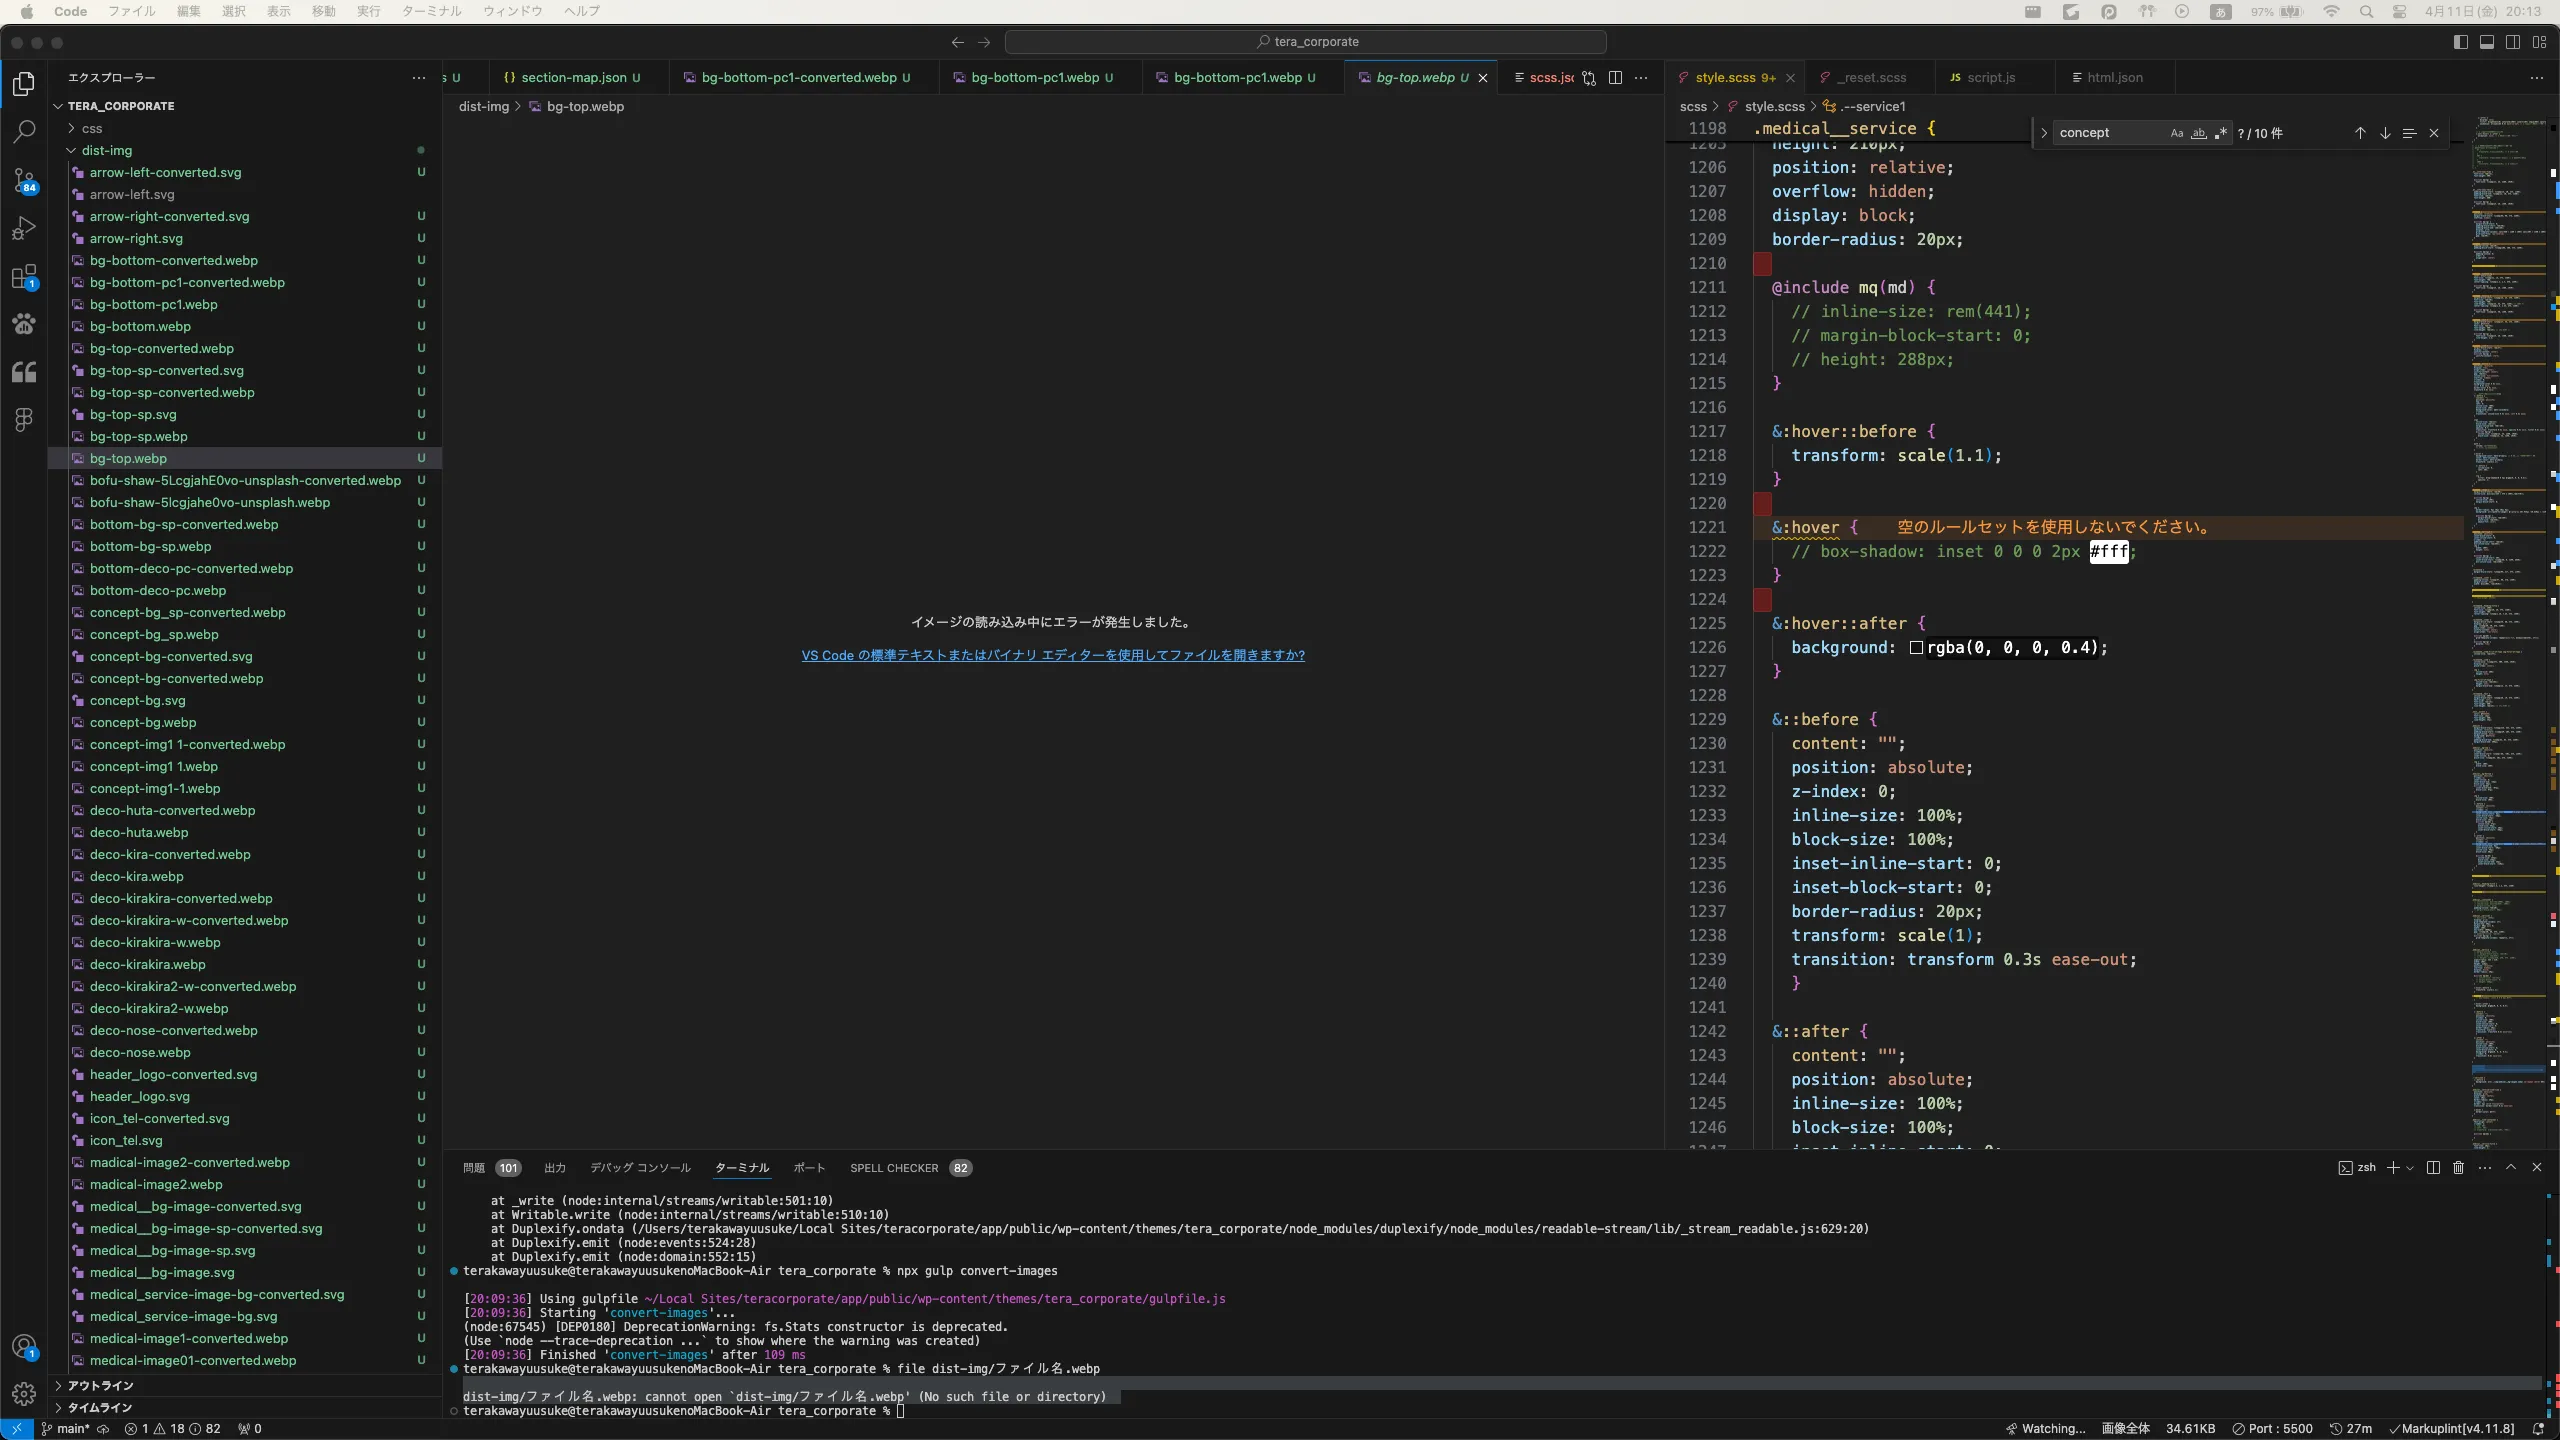 Code ファイル 編集 選択 表示 移動 実行 ターミナル ウィンドウ ヘルプ
あ 97% 4月11日(金) 20:13
tera_corporate
エクスプローラー
TERA_CORPORATE
css
dist-img
arrow-left-converted.svg U
arrow-left.svg
arrow-right-converted.svg U
arrow-right.svg U
bg-bottom-converted.webp U
bg-bottom-pc1-converted.webp U
bg-bottom-pc1.webp U
bg-bottom.webp U
bg-top-converted.webp U
bg-top-sp-converted.svg U
bg-top-sp-converted.webp U
bg-top-sp.svg U
bg-top-sp.webp U
bg-top.webp U
bofu-shaw-5LcgjahE0vo-unsplash-converted.webp U
bofu-shaw-5lcgjahe0vo-unsplash.webp U
bottom-bg-sp-converted.webp U
bottom-bg-sp.webp U
bottom-deco-pc-converted.webp U
bottom-deco-pc.webp U
concept-bg_sp-converted.webp U
concept-bg_sp.webp U
concept-bg-converted.svg U
concept-bg-converted.webp U
concept-bg.svg U
concept-bg.webp U
concept-img1 1-converted.webp U
concept-img1 1.webp U
concept-img1-1.webp U
deco-huta-converted.webp U
deco-huta.webp U
deco-kira-converted.webp U
deco-kira.webp U
deco-kirakira-converted.webp U
deco-kirakira-w-converted.webp U
deco-kirakira-w.webp U
deco-kirakira.webp U
deco-kirakira2-w-converted.webp U
deco-kirakira2-w.webp U
deco-nose-converted.webp U
deco-nose.webp U
header_logo-converted.svg U
header_logo.svg U
icon_tel-converted.svg U
icon_tel.svg U
madical-image2-converted.webp U
madical-image2.webp U
medical__bg-image-converted.svg U
medical__bg-image-sp-converted.svg U
medical__bg-image-sp.svg U
medical__bg-image.svg U
medical_service-image-bg-converted.svg U
medical_service-image-bg.svg U
medical-image1-converted.webp U
medical-image01-converted.webp U
アウトライン
タイムライン
84
1
1
s U {} section-map.json U bg-bottom-pc1-converted.webp U bg-bottom-pc1.webp U bg-bottom-pc1.webp U bg-top.webp U scss.jsc
dist-img > bg-top.webp
イメージの読み込み中にエラーが発生しました。
VS Code の標準テキストまたはバイナリ エディターを使用してファイルを開きますか?
style.scss 9+ _reset.scss JS script.js html.json
scss > style.scss > .--service1
concept Aa ab ? / 10 件
1198 .medical__service {
1205 height: 210px;
1206 position: relative;
1207 overflow: hidden;
1208 display: block;
1209 border-radius: 20px;
1210
1211 @include mq(md) {
1212 // inline-size: rem(441);
1213 // margin-block-start: 0;
1214 // height: 288px;
1215 }
1216
1217 &:hover::before {
1218 transform: scale(1.1);
1219 }
1220
1221 &:hover { 空のルールセットを使用しないでください。
1222 // box-shadow: inset 0 0 0 2px #fff;
1223 }
1224
1225 &:hover::after {
1226 background: rgba(0, 0, 0, 0.4);
1227 }
1228
1229 &::before {
1230 content: "";
1231 position: absolute;
1232 z-index: 0;
1233 inline-size: 100%;
1234 block-size: 100%;
1235 inset-inline-start: 0;
1236 inset-block-start: 0;
1237 border-radius: 20px;
1238 transform: scale(1);
1239 transition: transform 0.3s ease-out;
1240 }
1241
1242 &::after {
1243 content: "";
1244 position: absolute;
1245 inline-size: 100%;
1246 block-size: 100%;
1247 inset-inline-start: 0;
問題 101 出力 デバッグ コンソール ターミナル ポート SPELL CHECKER 82
zsh
at _write (node:internal/streams/writable:501:10)
at Writable.write (node:internal/streams/writable:510:10)
at Duplexify.ondata (/Users/terakawayuusuke/Local Sites/teracorporate/app/public/wp-content/themes/tera_corporate/node_modules/duplexify/node_modules/readable-stream/lib/_stream_readable.js:629:20)
at Duplexify.emit (node:events:524:28)
at Duplexify.emit (node:domain:552:15)
terakawayuusuke@terakawayuusukenoMacBook-Air tera_corporate % npx gulp convert-images
[20:09:36] Using gulpfile ~/Local Sites/teracorporate/app/public/wp-content/themes/tera_corporate/gulpfile.js
[20:09:36] Starting 'convert-images'...
(node:67545) [DEP0180] DeprecationWarning: fs.Stats constructor is deprecated.
(Use `node --trace-deprecation ...` to show where the warning was created)
[20:09:36] Finished 'convert-images' after 109 ms
terakawayuusuke@terakawayuusukenoMacBook-Air tera_corporate % file dist-img/ファイル名.webp
dist-img/ファイル名.webp: cannot open `dist-img/ファイル名.webp' (No such file or directory)
terakawayuusuke@terakawayuusukenoMacBook-Air tera_corporate %
main* 1 18 82 0
Watching... 画像全体 34.61KB Port : 5500 27m Markuplint[v4.11.8]